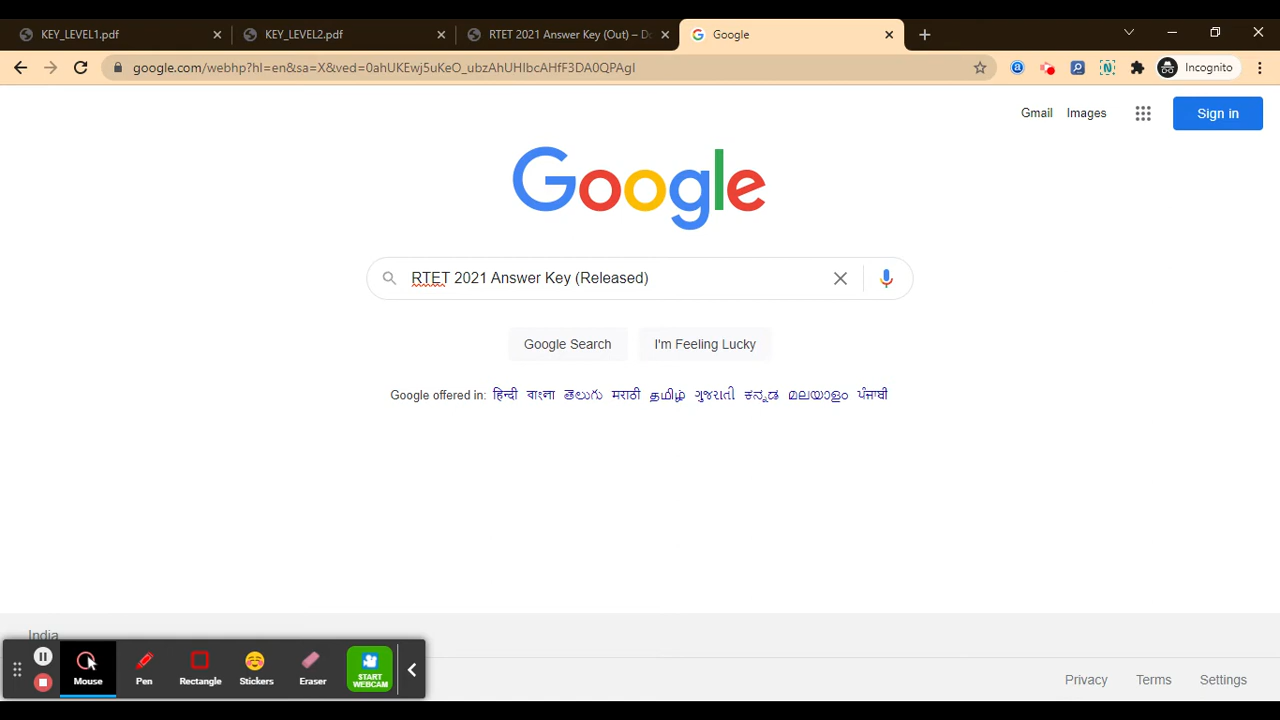 KEY_LEVEL1.pdf
KEY_LEVEL2.pdf
RTET 2021 Answer Key (Out) – Do
Google
google.com/webhp?hl=en&sa=X&ved=0ahUKEwj5uKeO_ubzAhUHIbcAHfF3DA0QPAgI
Incognito
Gmail Images Sign in
Google
RTET 2021 Answer Key (Released)
Google Search I'm Feeling Lucky
Google offered in: हिन्दी বাংলা తెలుగు मराठी தமிழ் ગુજરાતી ಕನ್ನಡ മലയാളം ਪੰਜਾਬੀ
India
Mouse Pen Rectangle Stickers Eraser START WEBCAM
Privacy Terms Settings